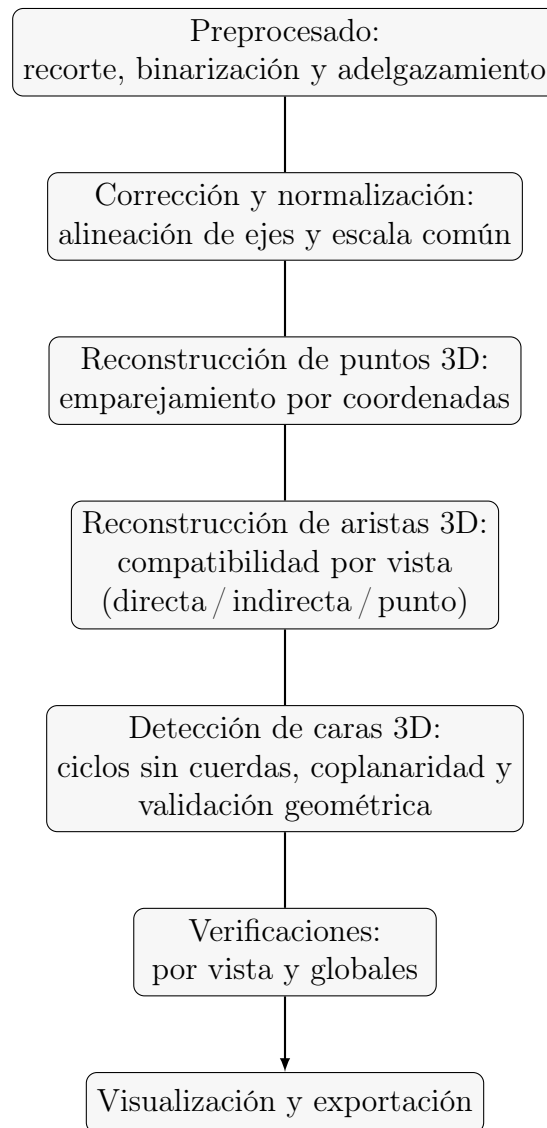 Preprocesado:
recorte, binarización y adelgazamiento
Corrección y normalización:
alineación de ejes y escala común
Reconstrucción de puntos 3D:
emparejamiento por coordenadas
Reconstrucción de aristas 3D:
compatibilidad por vista
(directa / indirecta / punto)
Detección de caras 3D:
ciclos sin cuerdas, coplanaridad y
validación geométrica
Verificaciones:
por vista y globales
Visualización y exportación